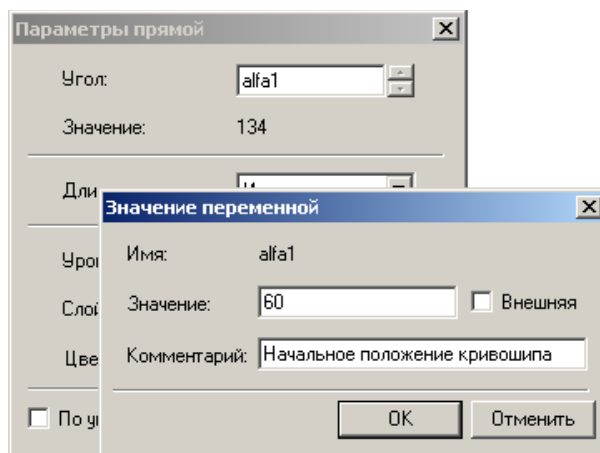 Параметры прямой
Угол:
alfa1
Значение: 134
Значение переменной
Имя: alfa1
Значение: 60
Внешняя
Комментарий: Начальное положение кривошипа
OK
Отменить